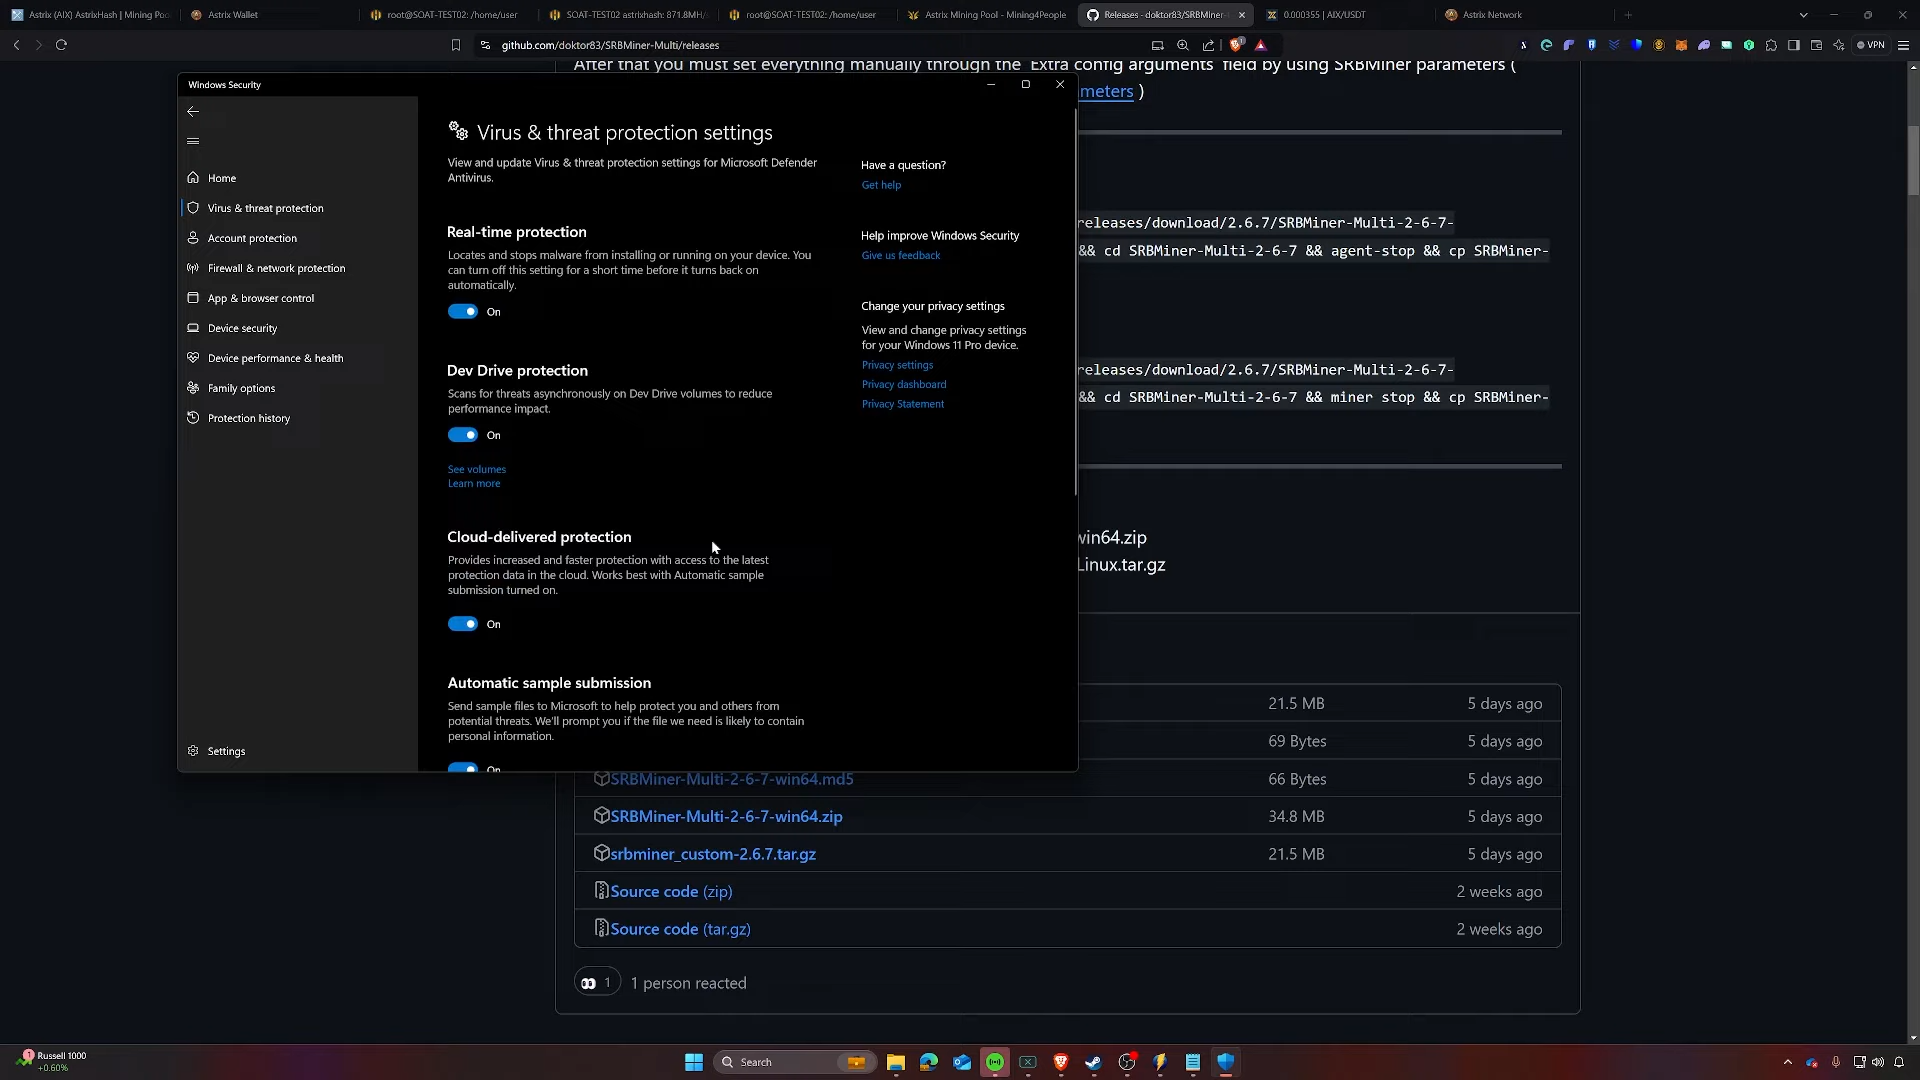 Astrix (AIX) AstrixHash | Mining Poo
Astrix Wallet
root@SOAT-TEST02: /home/user
SOAT-TEST02 astrixhash: 871.8MH/
root@SOAT-TEST02: /home/user
Astrix Mining Pool - Mining4People
Releases · doktor83/SRBMiner-
0.000355 | AIX/USDT
Astrix Network
github.com/doktor83/SRBMiner-Multi/releases
VPN
After that you must set everything manually through the 'Extra config arguments' field by using SRBMiner parameters (
meters )
Windows Security
Home
Virus & threat protection
Account protection
Firewall & network protection
App & browser control
Device security
Device performance & health
Family options
Protection history
Settings
Virus & threat protection settings
View and update Virus & threat protection settings for Microsoft Defender
Antivirus.
Real-time protection
Locates and stops malware from installing or running on your device. You
can turn off this setting for a short time before it turns back on
automatically.
On
Dev Drive protection
Scans for threats asynchronously on Dev Drive volumes to reduce
performance impact.
On
See volumes
Learn more
Cloud-delivered protection
Provides increased and faster protection with access to the latest
protection data in the cloud. Works best with Automatic sample
submission turned on.
On
Automatic sample submission
Send sample files to Microsoft to help protect you and others from
potential threats. We'll prompt you if the file we need is likely to contain
personal information.
On
Have a question?
Get help
Help improve Windows Security
Give us feedback
Change your privacy settings
View and change privacy settings
for your Windows 11 Pro device.
Privacy settings
Privacy dashboard
Privacy Statement
releases/download/2.6.7/SRBMiner-Multi-2-6-7-
&& cd SRBMiner-Multi-2-6-7 && agent-stop && cp SRBMiner-
releases/download/2.6.7/SRBMiner-Multi-2-6-7-
&& cd SRBMiner-Multi-2-6-7 && miner stop && cp SRBMiner-
win64.zip
Linux.tar.gz
21.5 MB 5 days ago
69 Bytes 5 days ago
SRBMiner-Multi-2-6-7-win64.md5 66 Bytes 5 days ago
SRBMiner-Multi-2-6-7-win64.zip 34.8 MB 5 days ago
srbminer_custom-2.6.7.tar.gz 21.5 MB 5 days ago
Source code (zip) 2 weeks ago
Source code (tar.gz) 2 weeks ago
1 1 person reacted
1
Russell 1000
+0.60%
Search